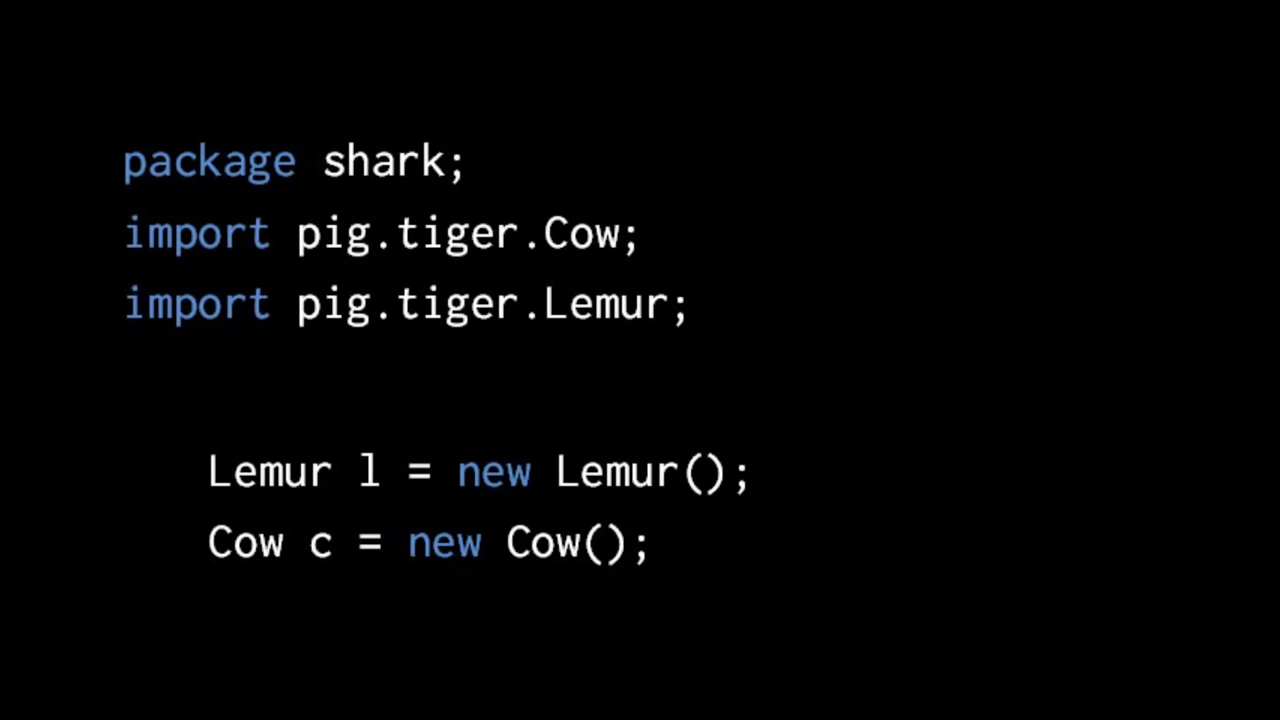 package shark;
import pig.tiger.Cow;
import pig.tiger.Lemur;
Lemur l = new Lemur();
Cow c = new Cow();